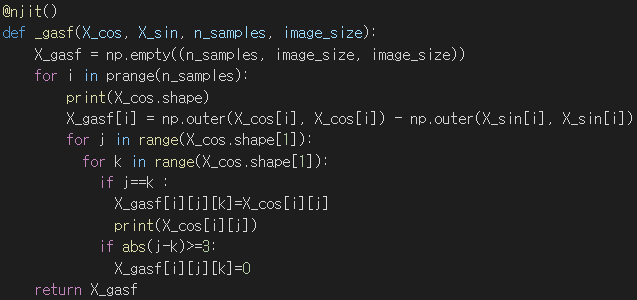 @njit()
def _gasf(X_cos, X_sin, n_samples, image_size):
    X_gasf = np.empty((n_samples, image_size, image_size))
    for i in prange(n_samples):
        print(X_cos.shape)
        X_gasf[i] = np.outer(X_cos[i], X_cos[i]) - np.outer(X_sin[i], X_sin[i])
        for j in range(X_cos.shape[1]):
          for k in range(X_cos.shape[1]):
            if j==k :
              X_gasf[i][j][k]=X_cos[i][j]
              print(X_cos[i][j])
            if abs(j-k)>=3:
              X_gasf[i][j][k]=0
    return X_gasf